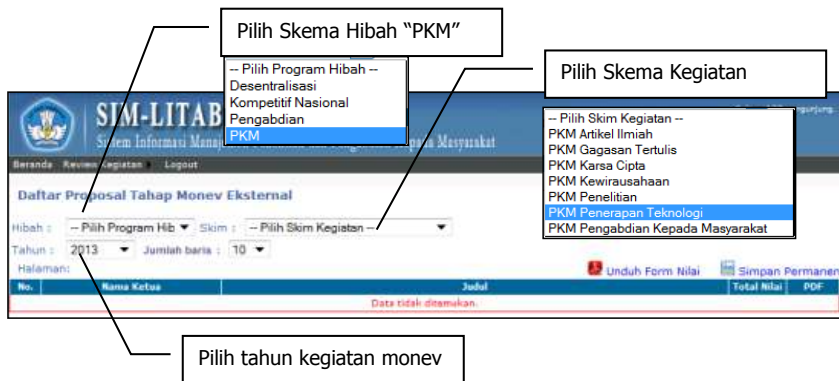 Pilih Skema Hibah “PKM”
Pilih Skema Kegiatan
-- Pilih Program Hibah --
Desentralisasi
Kompetitif Nasional
Pengabdian
PKM
-- Pilih Skim Kegiatan --
PKM Artikel Ilmiah
PKM Gagasan Tertulis
PKM Karsa Cipta
PKM Kewirausahaan
PKM Penelitian
PKM Penerapan Teknologi
PKM Pengabdian Kepada Masyarakat
SIM-LITAB
Sistem Informasi Masyarakat
Beranda Review Kegiatan Logout
Daftar Proposal Tahap Monev Eksternal
Hibah : -- Pilih Program Hib Skim : -- Pilih Skim Kegiatan --
Tahun : 2013 Jumlah baris : 10
Halaman:
Unduh Form Nilai Simpan Permanen
No. Nama Ketua Judul Total Nilai PDF
Data tidak ditemukan.
Pilih tahun kegiatan monev